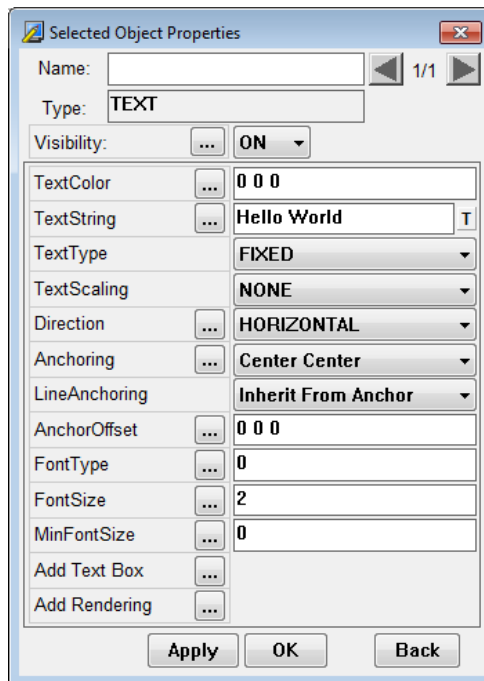 Selected Object Properties
Name: 1/1
Type: TEXT
Visibility: ... ON
TextColor ... 0 0 0
TextString ... Hello World T
TextType FIXED
TextScaling NONE
Direction ... HORIZONTAL
Anchoring ... Center Center
LineAnchoring Inherit From Anchor
AnchorOffset ... 0 0 0
FontType ... 0
FontSize ... 2
MinFontSize ... 0
Add Text Box ...
Add Rendering ...
Apply OK Back